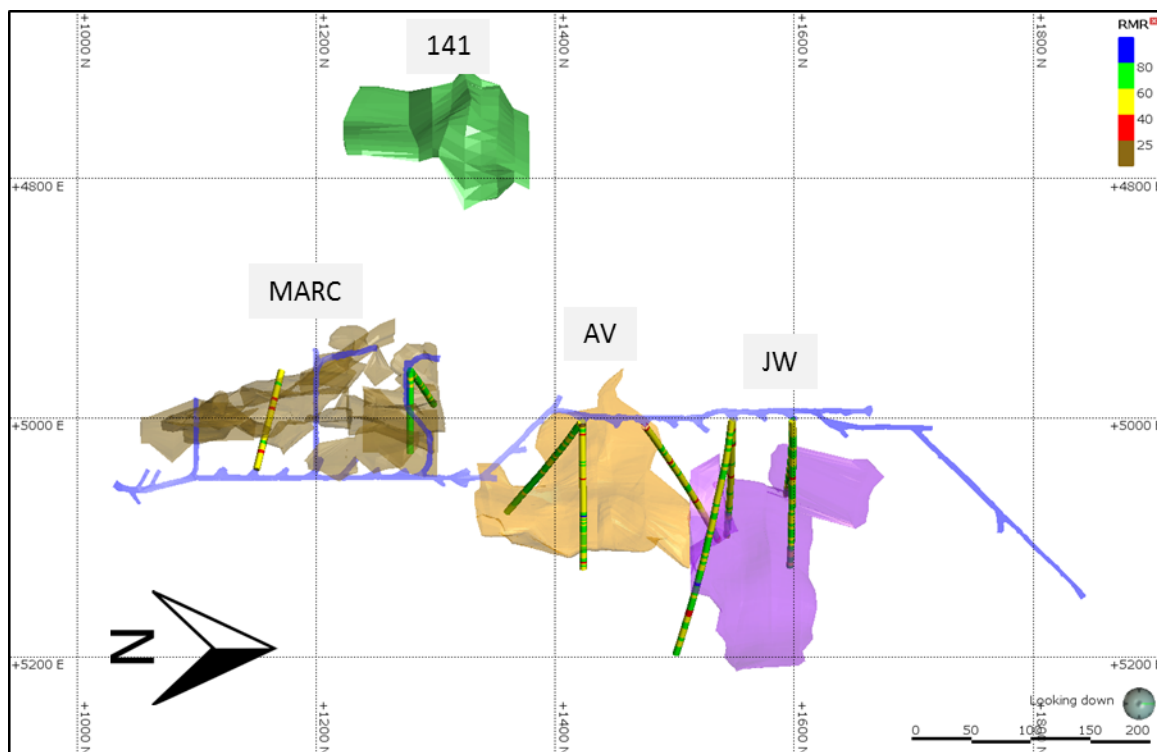 +1000 N
+1200 N
+1400 N
+1600 N
+1800 N
RMR
80
60
40
25
141
+4800 E
+4800 E
MARC
AV
JW
+5000 E
+5000 E
N
+5200 E
+5200 E
Looking down
+1000 N
+1200 N
+1400 N
+1600 N
+1800 N
0 50 100 150 200